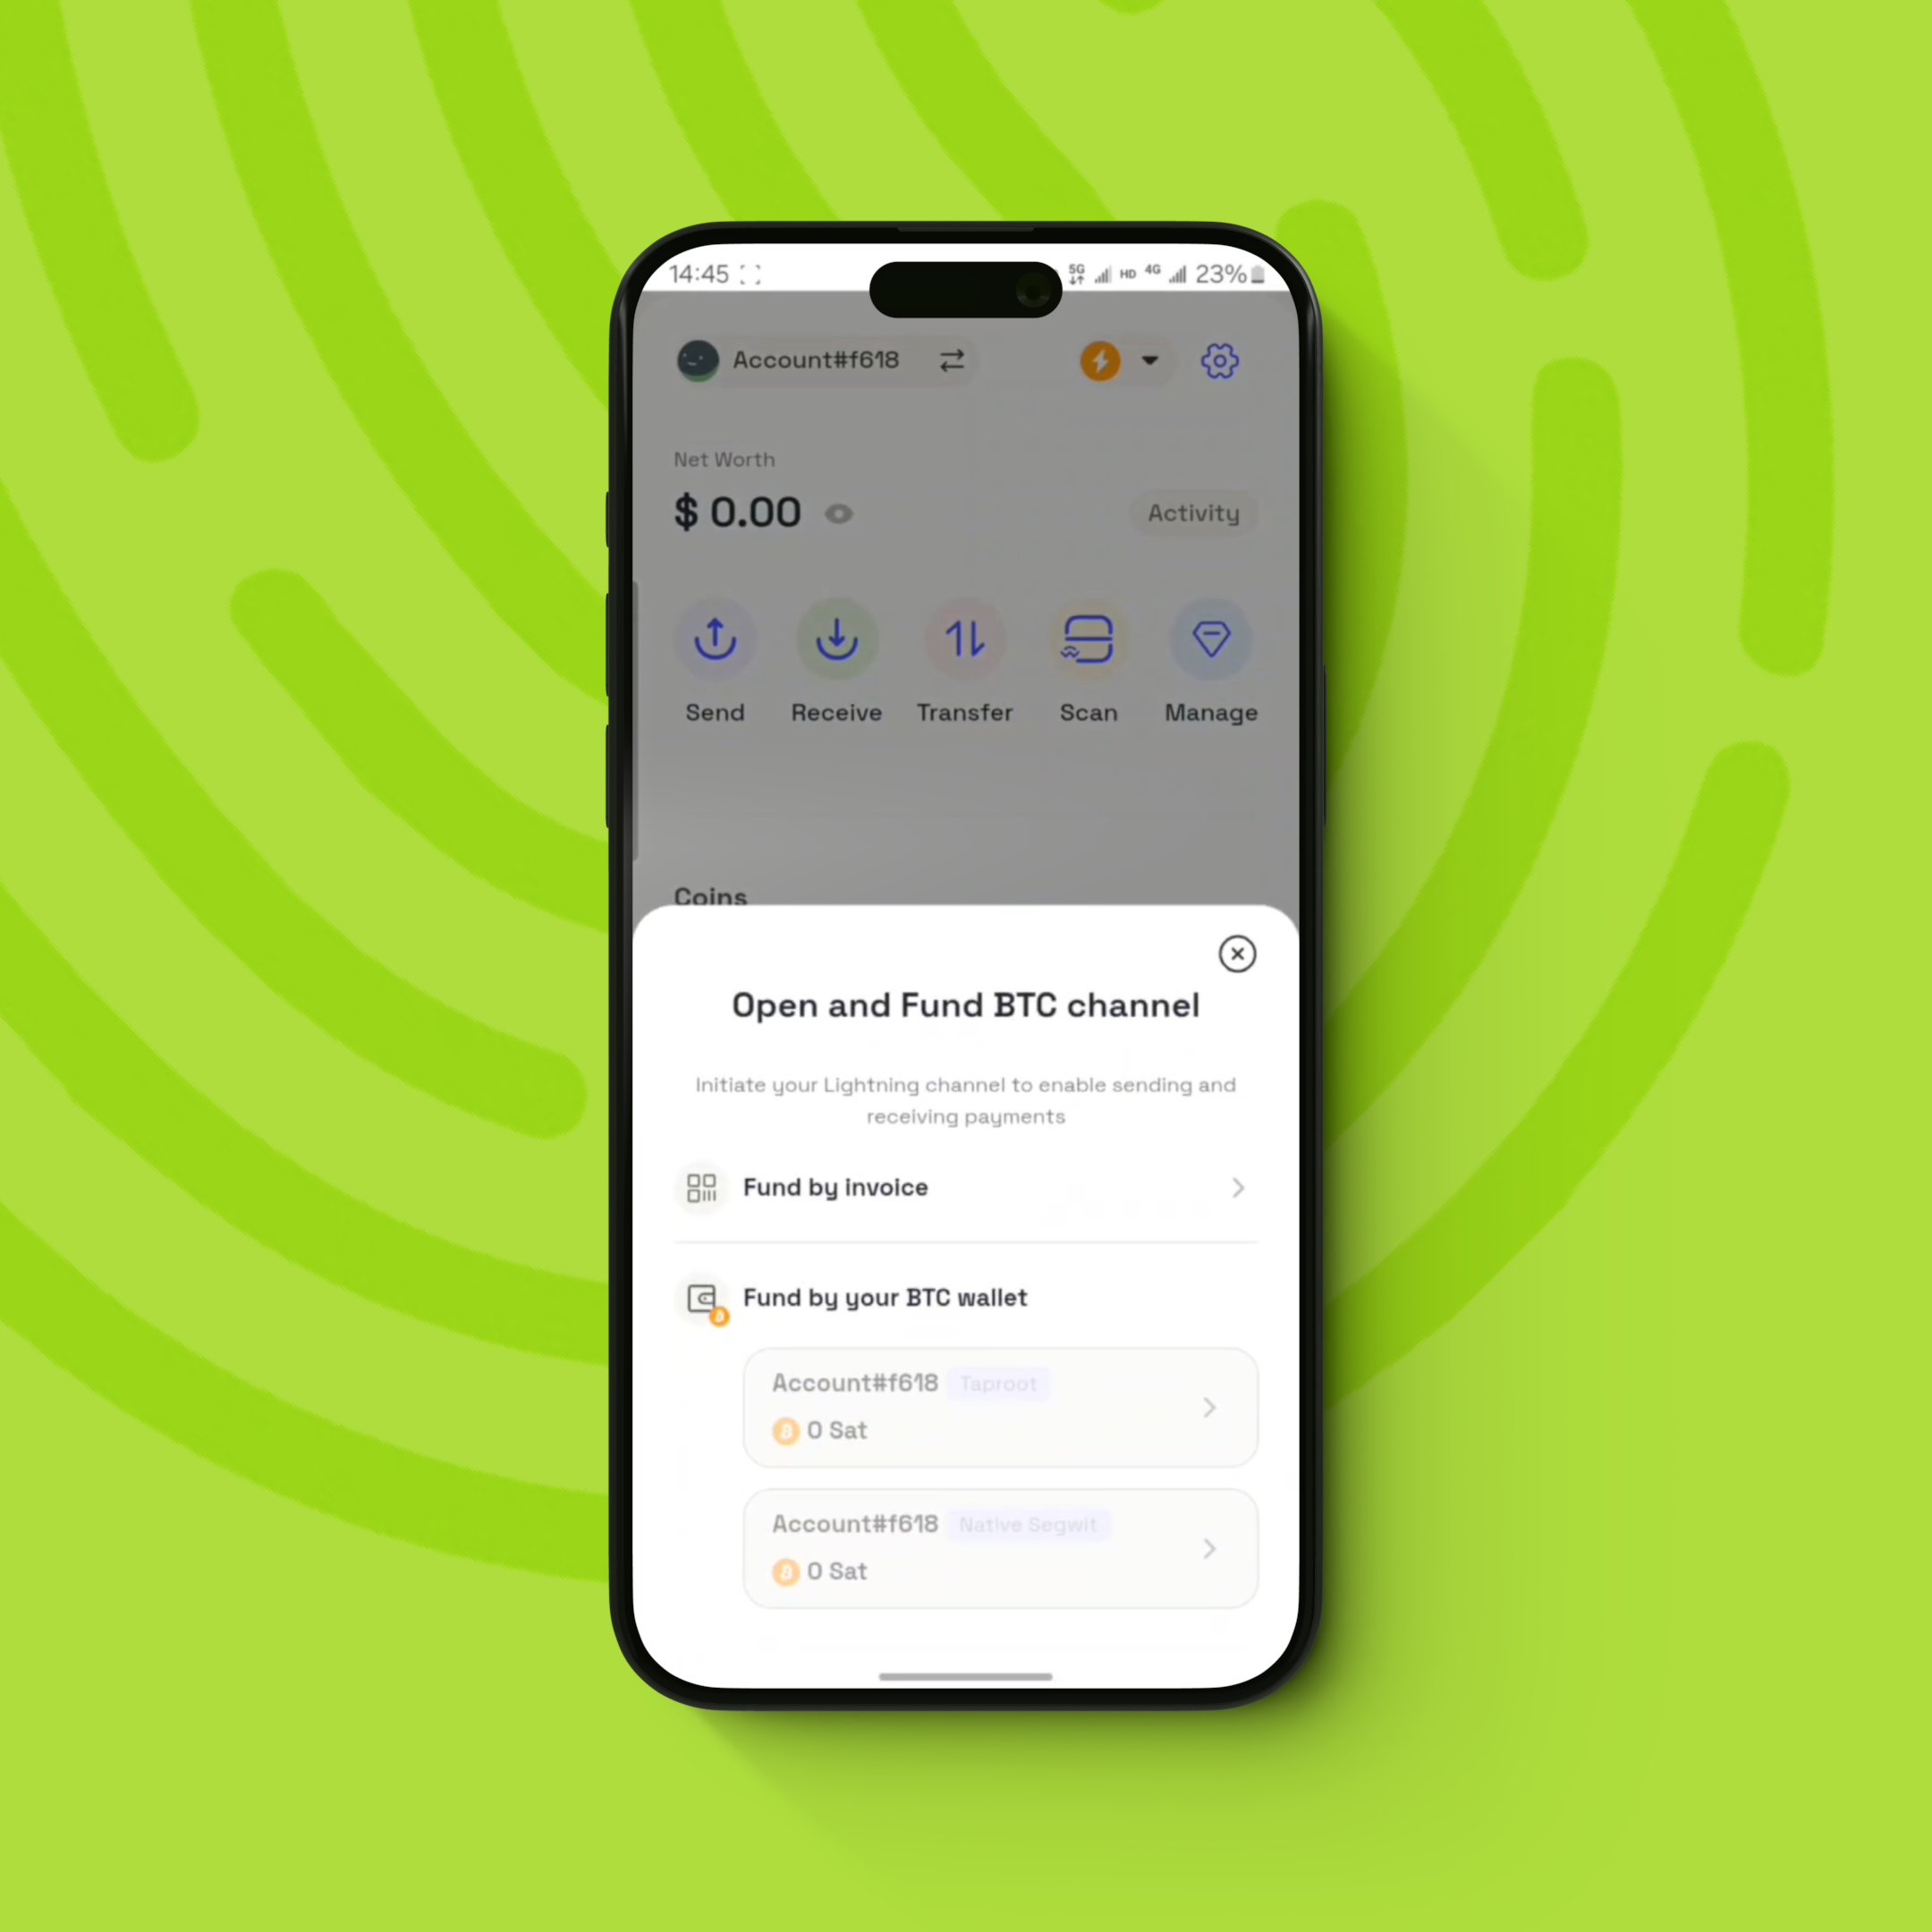 14:45 5G HD 4G 23%
Account#f618
Net Worth
$ 0.00
Activity
Send Receive Transfer Scan Manage
Coins
Open and Fund BTC channel
Initiate your Lightning channel to enable sending and
receiving payments
Fund by invoice
Fund by your BTC wallet
Account#f618 Taproot
0 Sat
Account#f618 Native Segwit
0 Sat